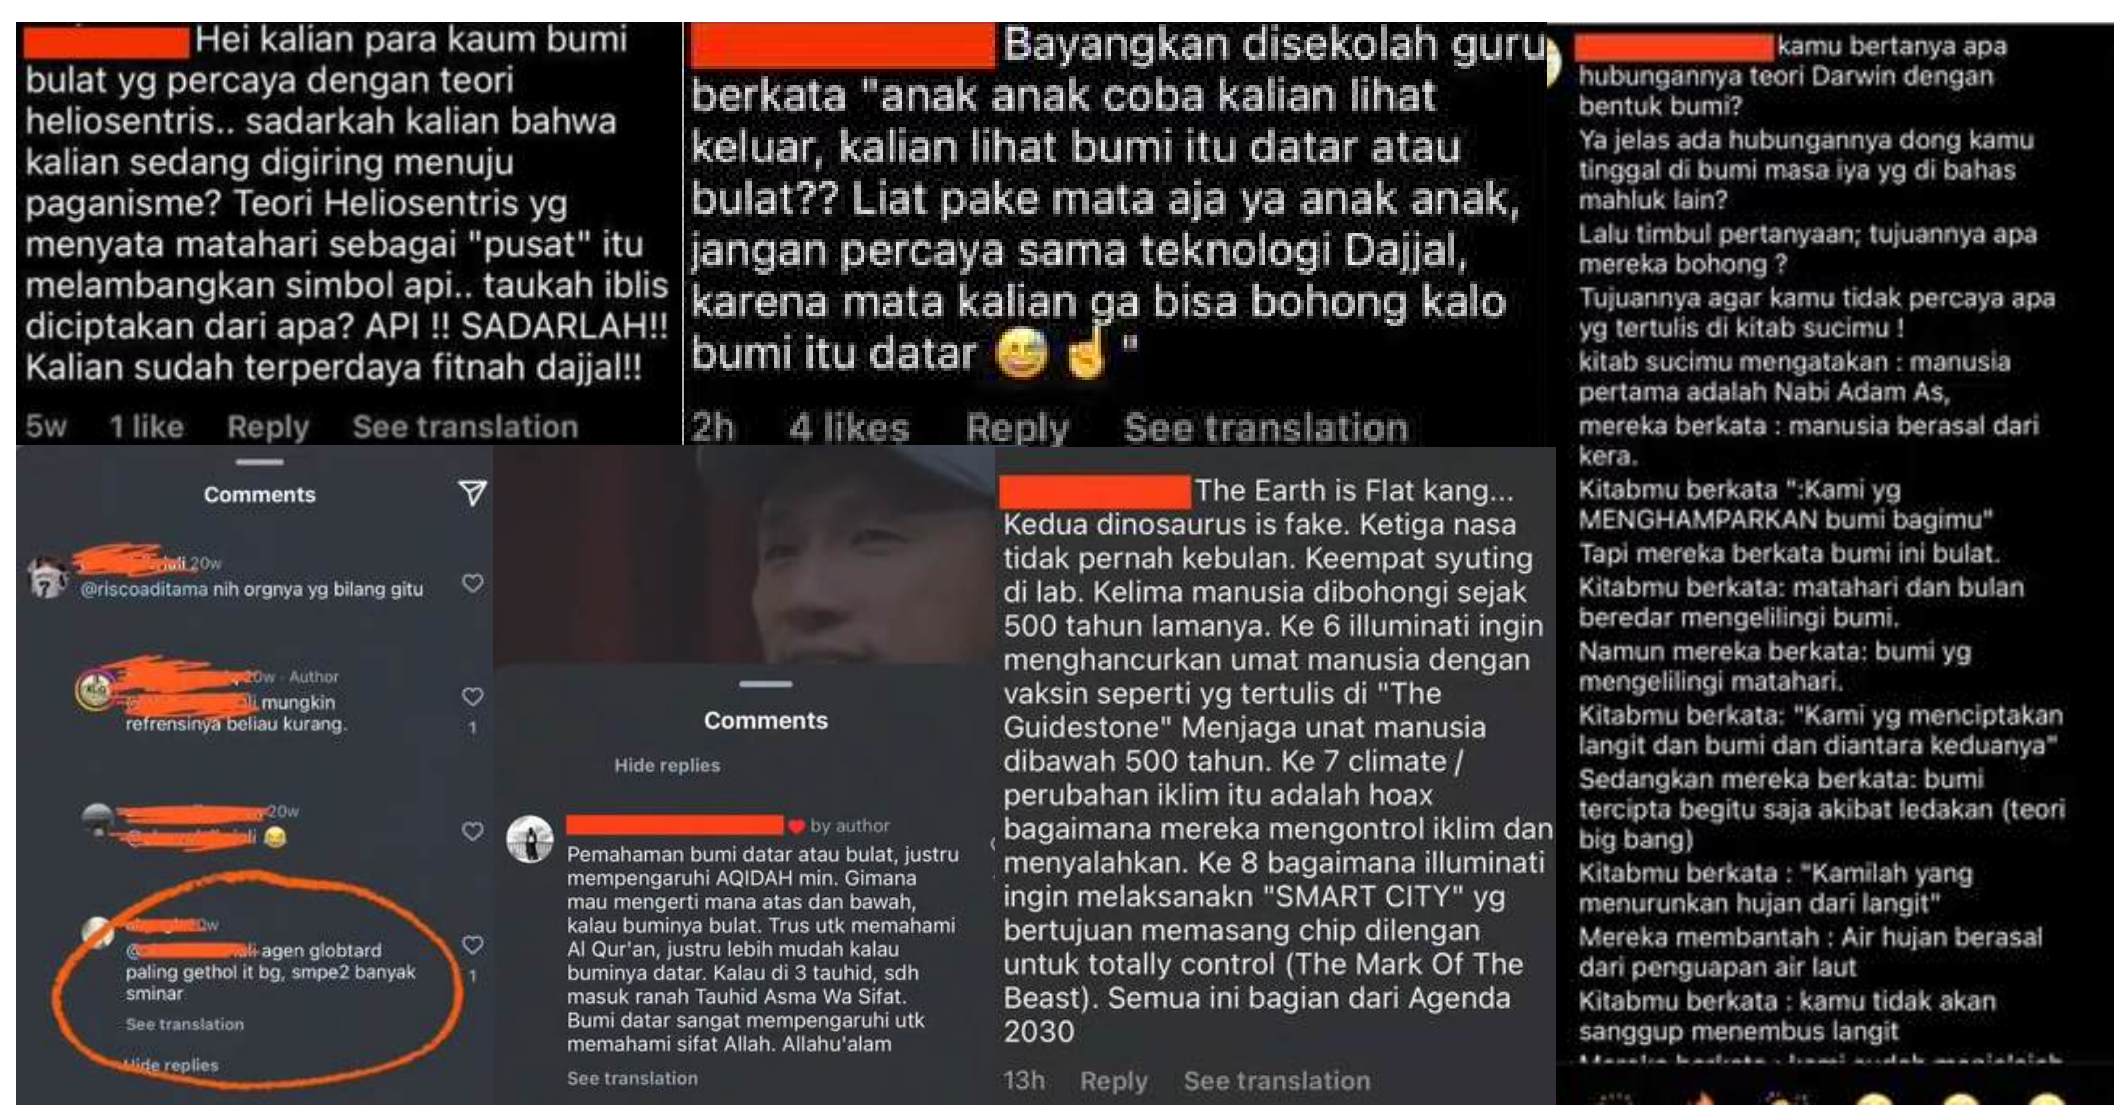 Hei kalian para kaum bumi
bulat yg percaya dengan teori
heliosentris.. sadarkah kalian bahwa
kalian sedang digiring menuju
paganisme? Teori Heliosentris yg
menyata matahari sebagai "pusat" itu
melambangkan simbol api.. taukah iblis
diciptakan dari apa? API !! SADARLAH!!
Kalian sudah terperdaya fitnah dajjal!!
5w 1 like Reply See translation
Bayangkan disekolah guru
berkata "anak anak coba kalian lihat
keluar, kalian lihat bumi itu datar atau
bulat?? Liat pake mata aja ya anak anak,
jangan percaya sama teknologi Dajjal,
karena mata kalian ga bisa bohong kalo
bumi itu datar 😅☝️"
2h 4 likes Reply See translation
kamu bertanya apa
hubungannya teori Darwin dengan
bentuk bumi?
Ya jelas ada hubungannya dong kamu
tinggal di bumi masa iya yg di bahas
mahluk lain?
Lalu timbul pertanyaan; tujuannya apa
mereka bohong ?
Tujuannya agar kamu tidak percaya apa
yg tertulis di kitab sucimu !
kitab sucimu mengatakan : manusia
pertama adalah Nabi Adam As,
mereka berkata : manusia berasal dari
kera.
Kitabmu berkata ":Kami yg
MENGHAMPARKAN bumi bagimu"
Tapi mereka berkata bumi ini bulat.
Kitabmu berkata: matahari dan bulan
beredar mengelilingi bumi.
Namun mereka berkata: bumi yg
mengelilingi matahari.
Kitabmu berkata: "Kami yg menciptakan
langit dan bumi dan diantara keduanya"
Sedangkan mereka berkata: bumi
tercipta begitu saja akibat ledakan (teori
big bang)
Kitabmu berkata : "Kamilah yang
menurunkan hujan dari langit"
Mereka membantah : Air hujan berasal
dari penguapan air laut
Kitabmu berkata : kamu tidak akan
sanggup menembus langit
Comments
20w
@riscoaditama nih orgnya yg bilang gitu
20w · Author
mungkin
refrensinya beliau kurang.
1
20w
😂
agen globtard
paling gethol it bg, smpe2 banyak
sminar
1
See translation
Hide replies
Comments
Hide replies
❤️ by author
Pemahaman bumi datar atau bulat, justru
mempengaruhi AQIDAH min. Gimana
mau mengerti mana atas dan bawah,
kalau buminya bulat. Trus utk memahami
Al Qur'an, justru lebih mudah kalau
buminya datar. Kalau di 3 tauhid, sdh
masuk ranah Tauhid Asma Wa Sifat.
Bumi datar sangat mempengaruhi utk
memahami sifat Allah. Allahu'alam
See translation
The Earth is Flat kang...
Kedua dinosaurus is fake. Ketiga nasa
tidak pernah kebulan. Keempat syuting
di lab. Kelima manusia dibohongi sejak
500 tahun lamanya. Ke 6 illuminati ingin
menghancurkan umat manusia dengan
vaksin seperti yg tertulis di "The
Guidestone" Menjaga unat manusia
dibawah 500 tahun. Ke 7 climate /
perubahan iklim itu adalah hoax
bagaimana mereka mengontrol iklim dan
menyalahkan. Ke 8 bagaimana illuminati
ingin melaksanakn "SMART CITY" yg
bertujuan memasang chip dilengan
untuk totally control (The Mark Of The
Beast). Semua ini bagian dari Agenda
2030
13h Reply See translation